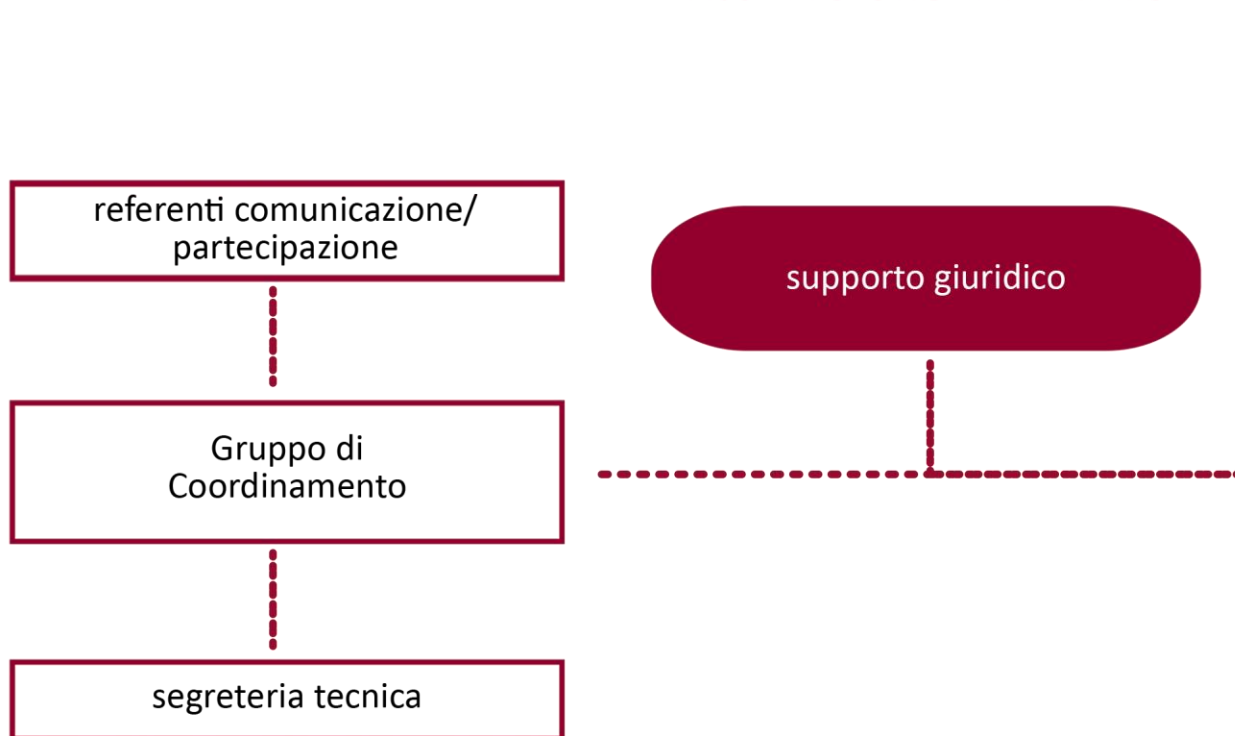 referenti comunicazione/
partecipazione
supporto giuridico
Gruppo di
Coordinamento
segreteria tecnica